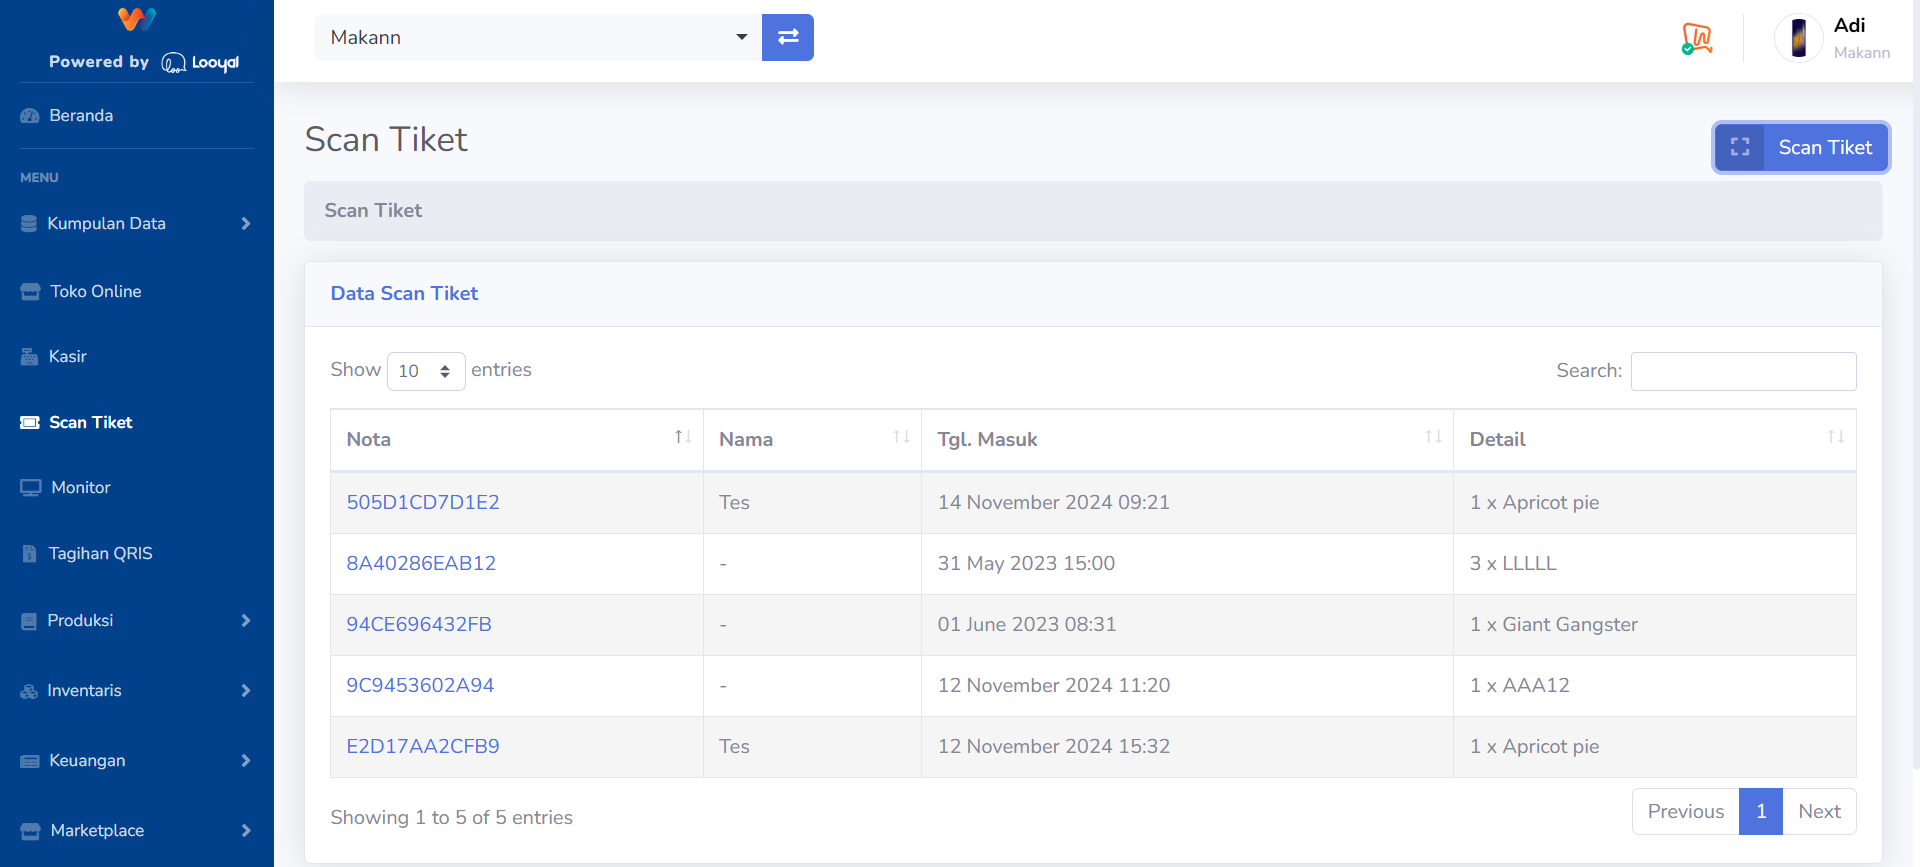 Powered by Looyal
Beranda
MENU
Kumpulan Data
Toko Online
Kasir
Scan Tiket
Monitor
Tagihan QRIS
Produksi
Inventaris
Keuangan
Marketplace
Makann
Adi
Makann
Scan Tiket
Scan Tiket
Scan Tiket
Data Scan Tiket
Show 10 entries
Search:
Nota Nama Tgl. Masuk Detail
505D1CD7D1E2 Tes 14 November 2024 09:21 1 x Apricot pie
8A40286EAB12 - 31 May 2023 15:00 3 x LLLLL
94CE696432FB - 01 June 2023 08:31 1 x Giant Gangster
9C9453602A94 - 12 November 2024 11:20 1 x AAA12
E2D17AA2CFB9 Tes 12 November 2024 15:32 1 x Apricot pie
Showing 1 to 5 of 5 entries
Previous 1 Next